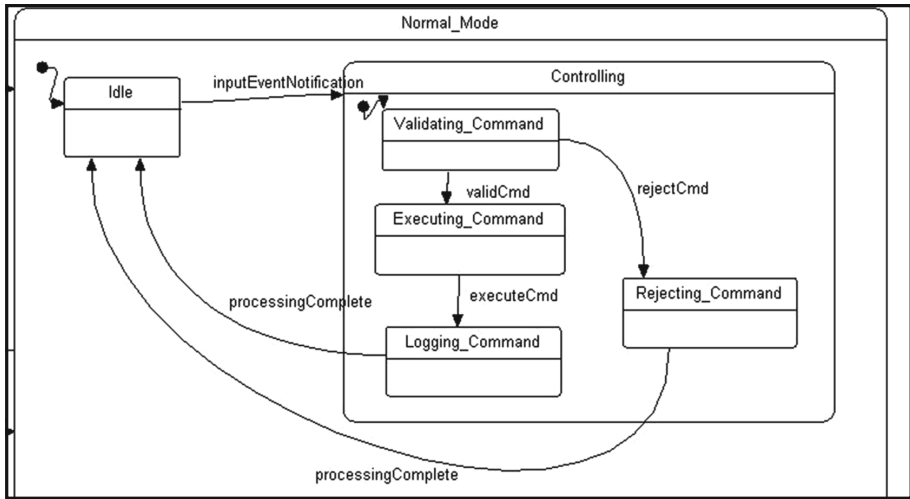 Normal_Mode
Idle
inputEventNotification
Controlling
Validating_Command
validCmd
rejectCmd
Executing_Command
executeCmd
Rejecting_Command
processingComplete
Logging_Command
processingComplete